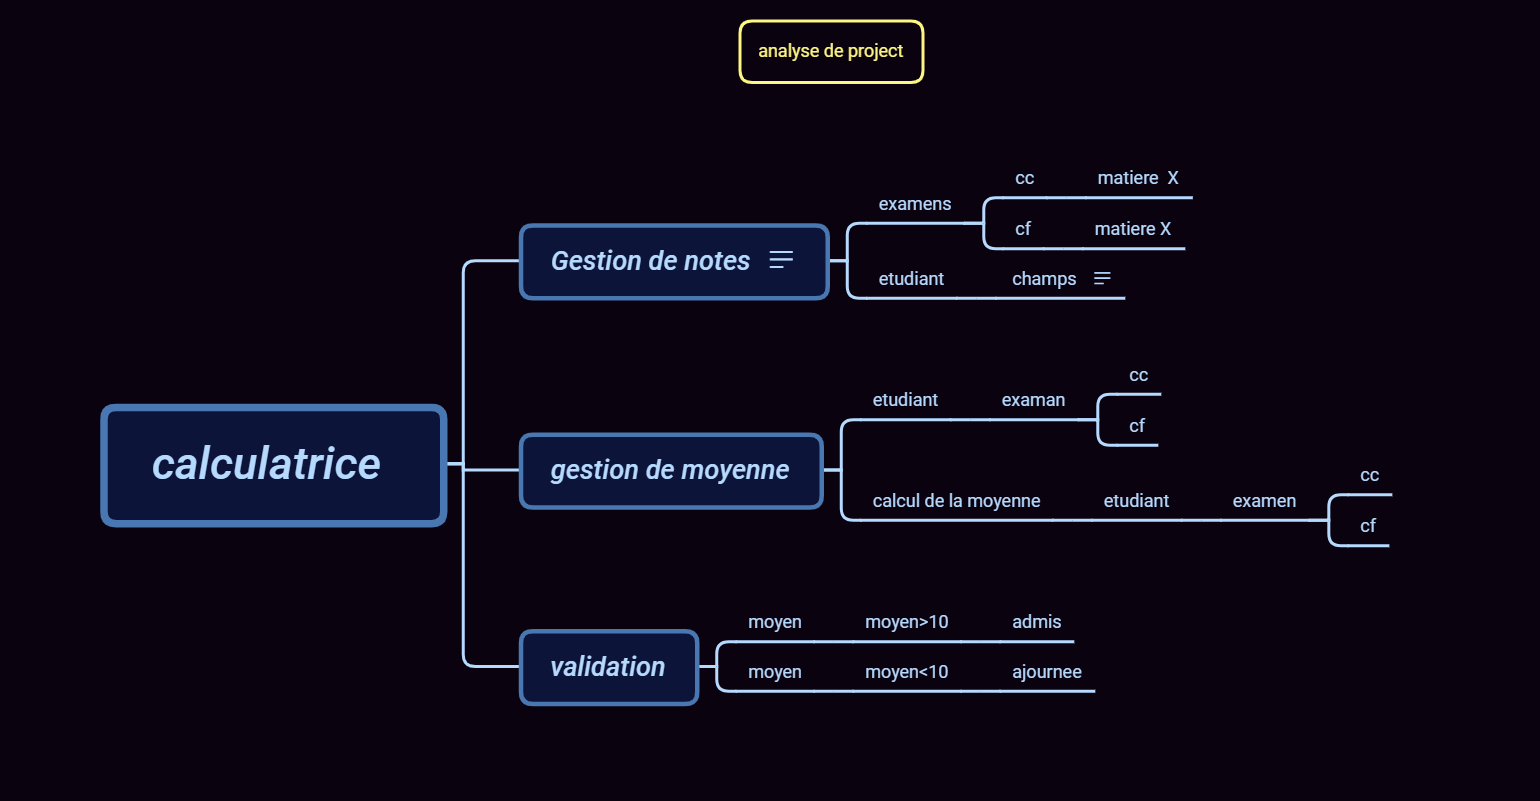 analyse de project
calculatrice
Gestion de notes
examens
cc
matiere X
cf
matiere X
etudiant
champs
gestion de moyenne
etudiant
examan
cc
cf
calcul de la moyenne
etudiant
examen
cc
cf
validation
moyen
moyen>10
admis
moyen
moyen<10
ajournee